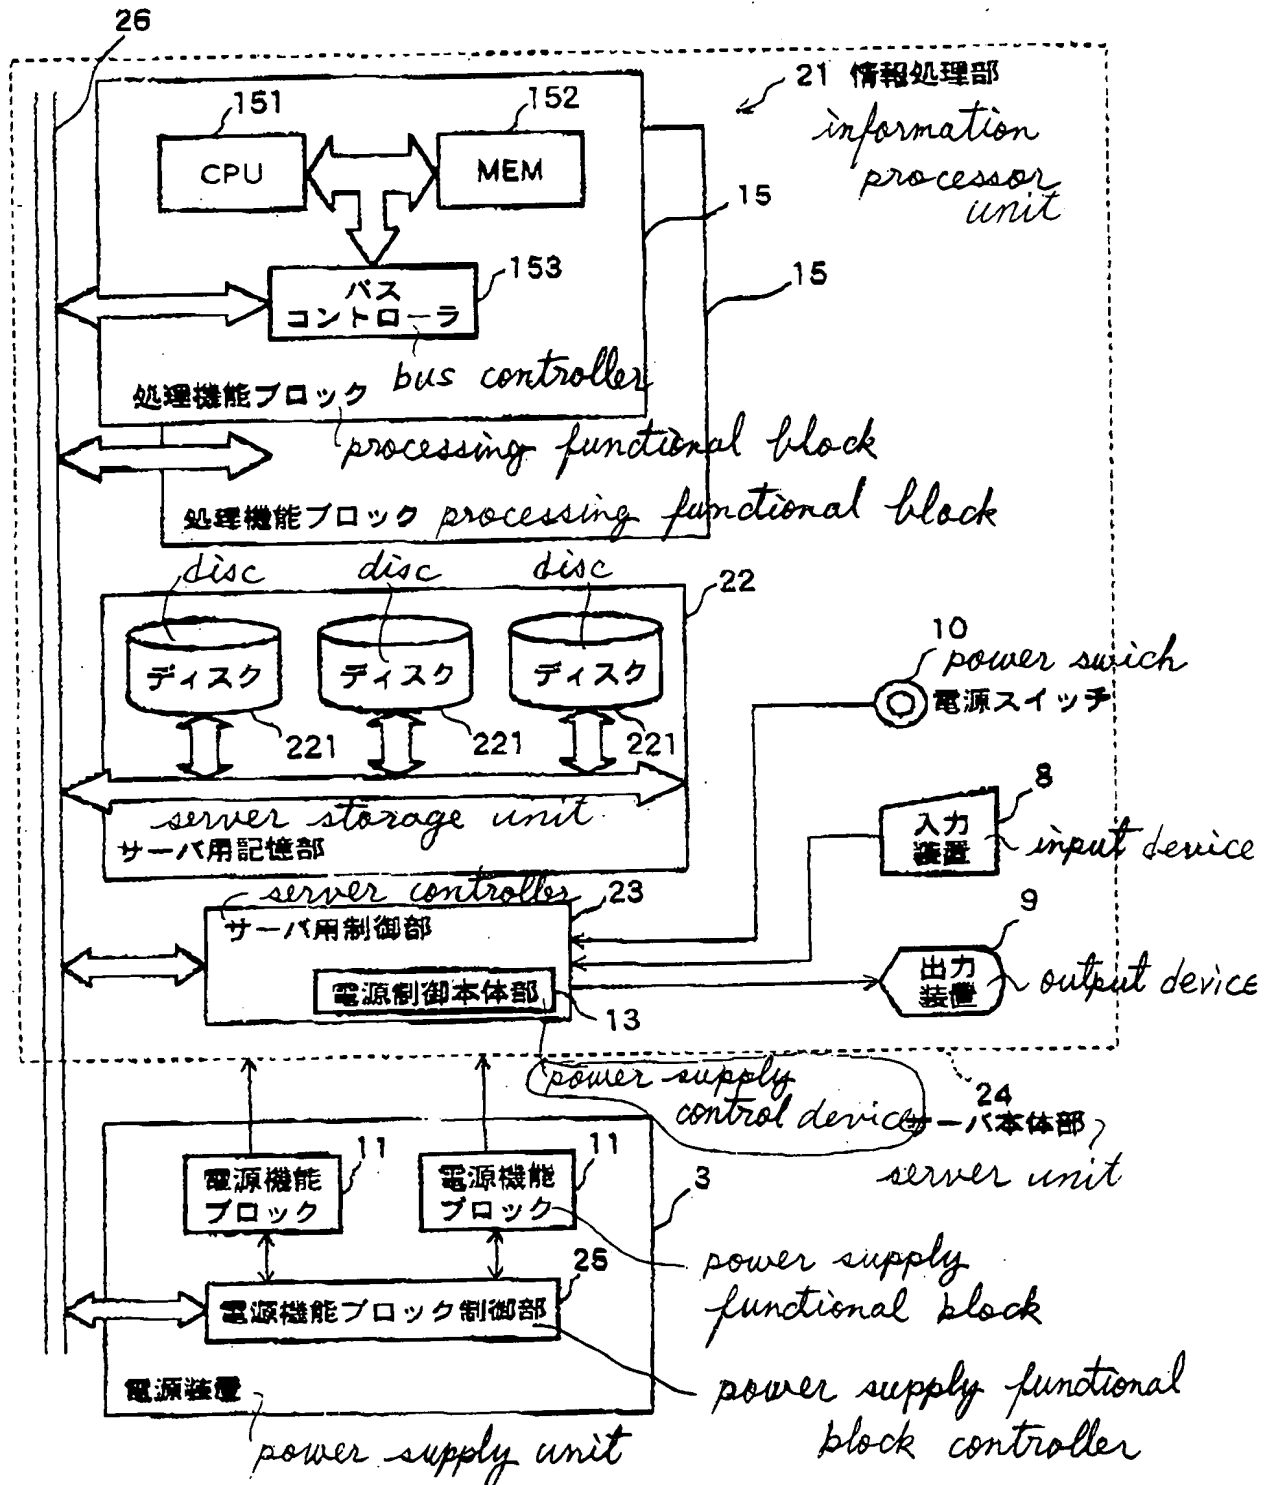 26
21 情報処理部
information
processor
unit
151
152
CPU
MEM
15
15
153
バス
コントローラ
bus controller
処理機能ブロック
processing functional block
処理機能ブロック processing functional block
disc
disc
disc
22
ディスク
ディスク
ディスク
221
221
221
10
power swich
電源スイッチ
8
入力
装置
input device
server storage unit
サーバ用記憶部
server controller
23
サーバ用制御部
電源制御本体部
13
9
出力
装置
output device
power supply
control device
24
サーバ本体部
server unit
11
11
3
電源機能
ブロック
電源機能
ブロック
power supply
functional block
25
電源機能ブロック制御部
電源装置
power supply functional
block controller
power supply unit